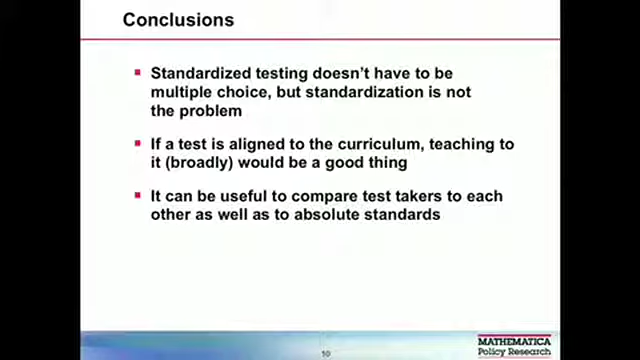 Conclusions
Standardized testing doesn't have to be
multiple choice, but standardization is not
the problem
If a test is aligned to the curriculum, teaching to
it (broadly) would be a good thing
It can be useful to compare test takers to each
other as well as to absolute standards
10
MATHEMATICA
Policy Research